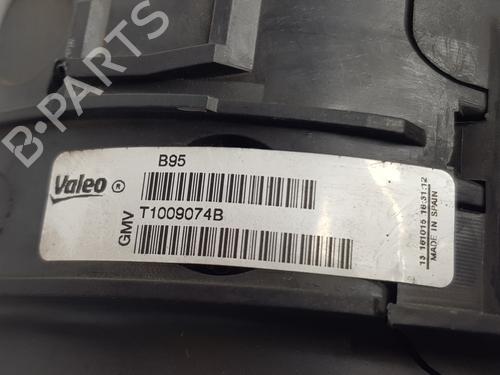 B-PARTS
Valeo ®
B95
GMV
T1009074B
13 161015 16:31:12
MADE IN SPAIN